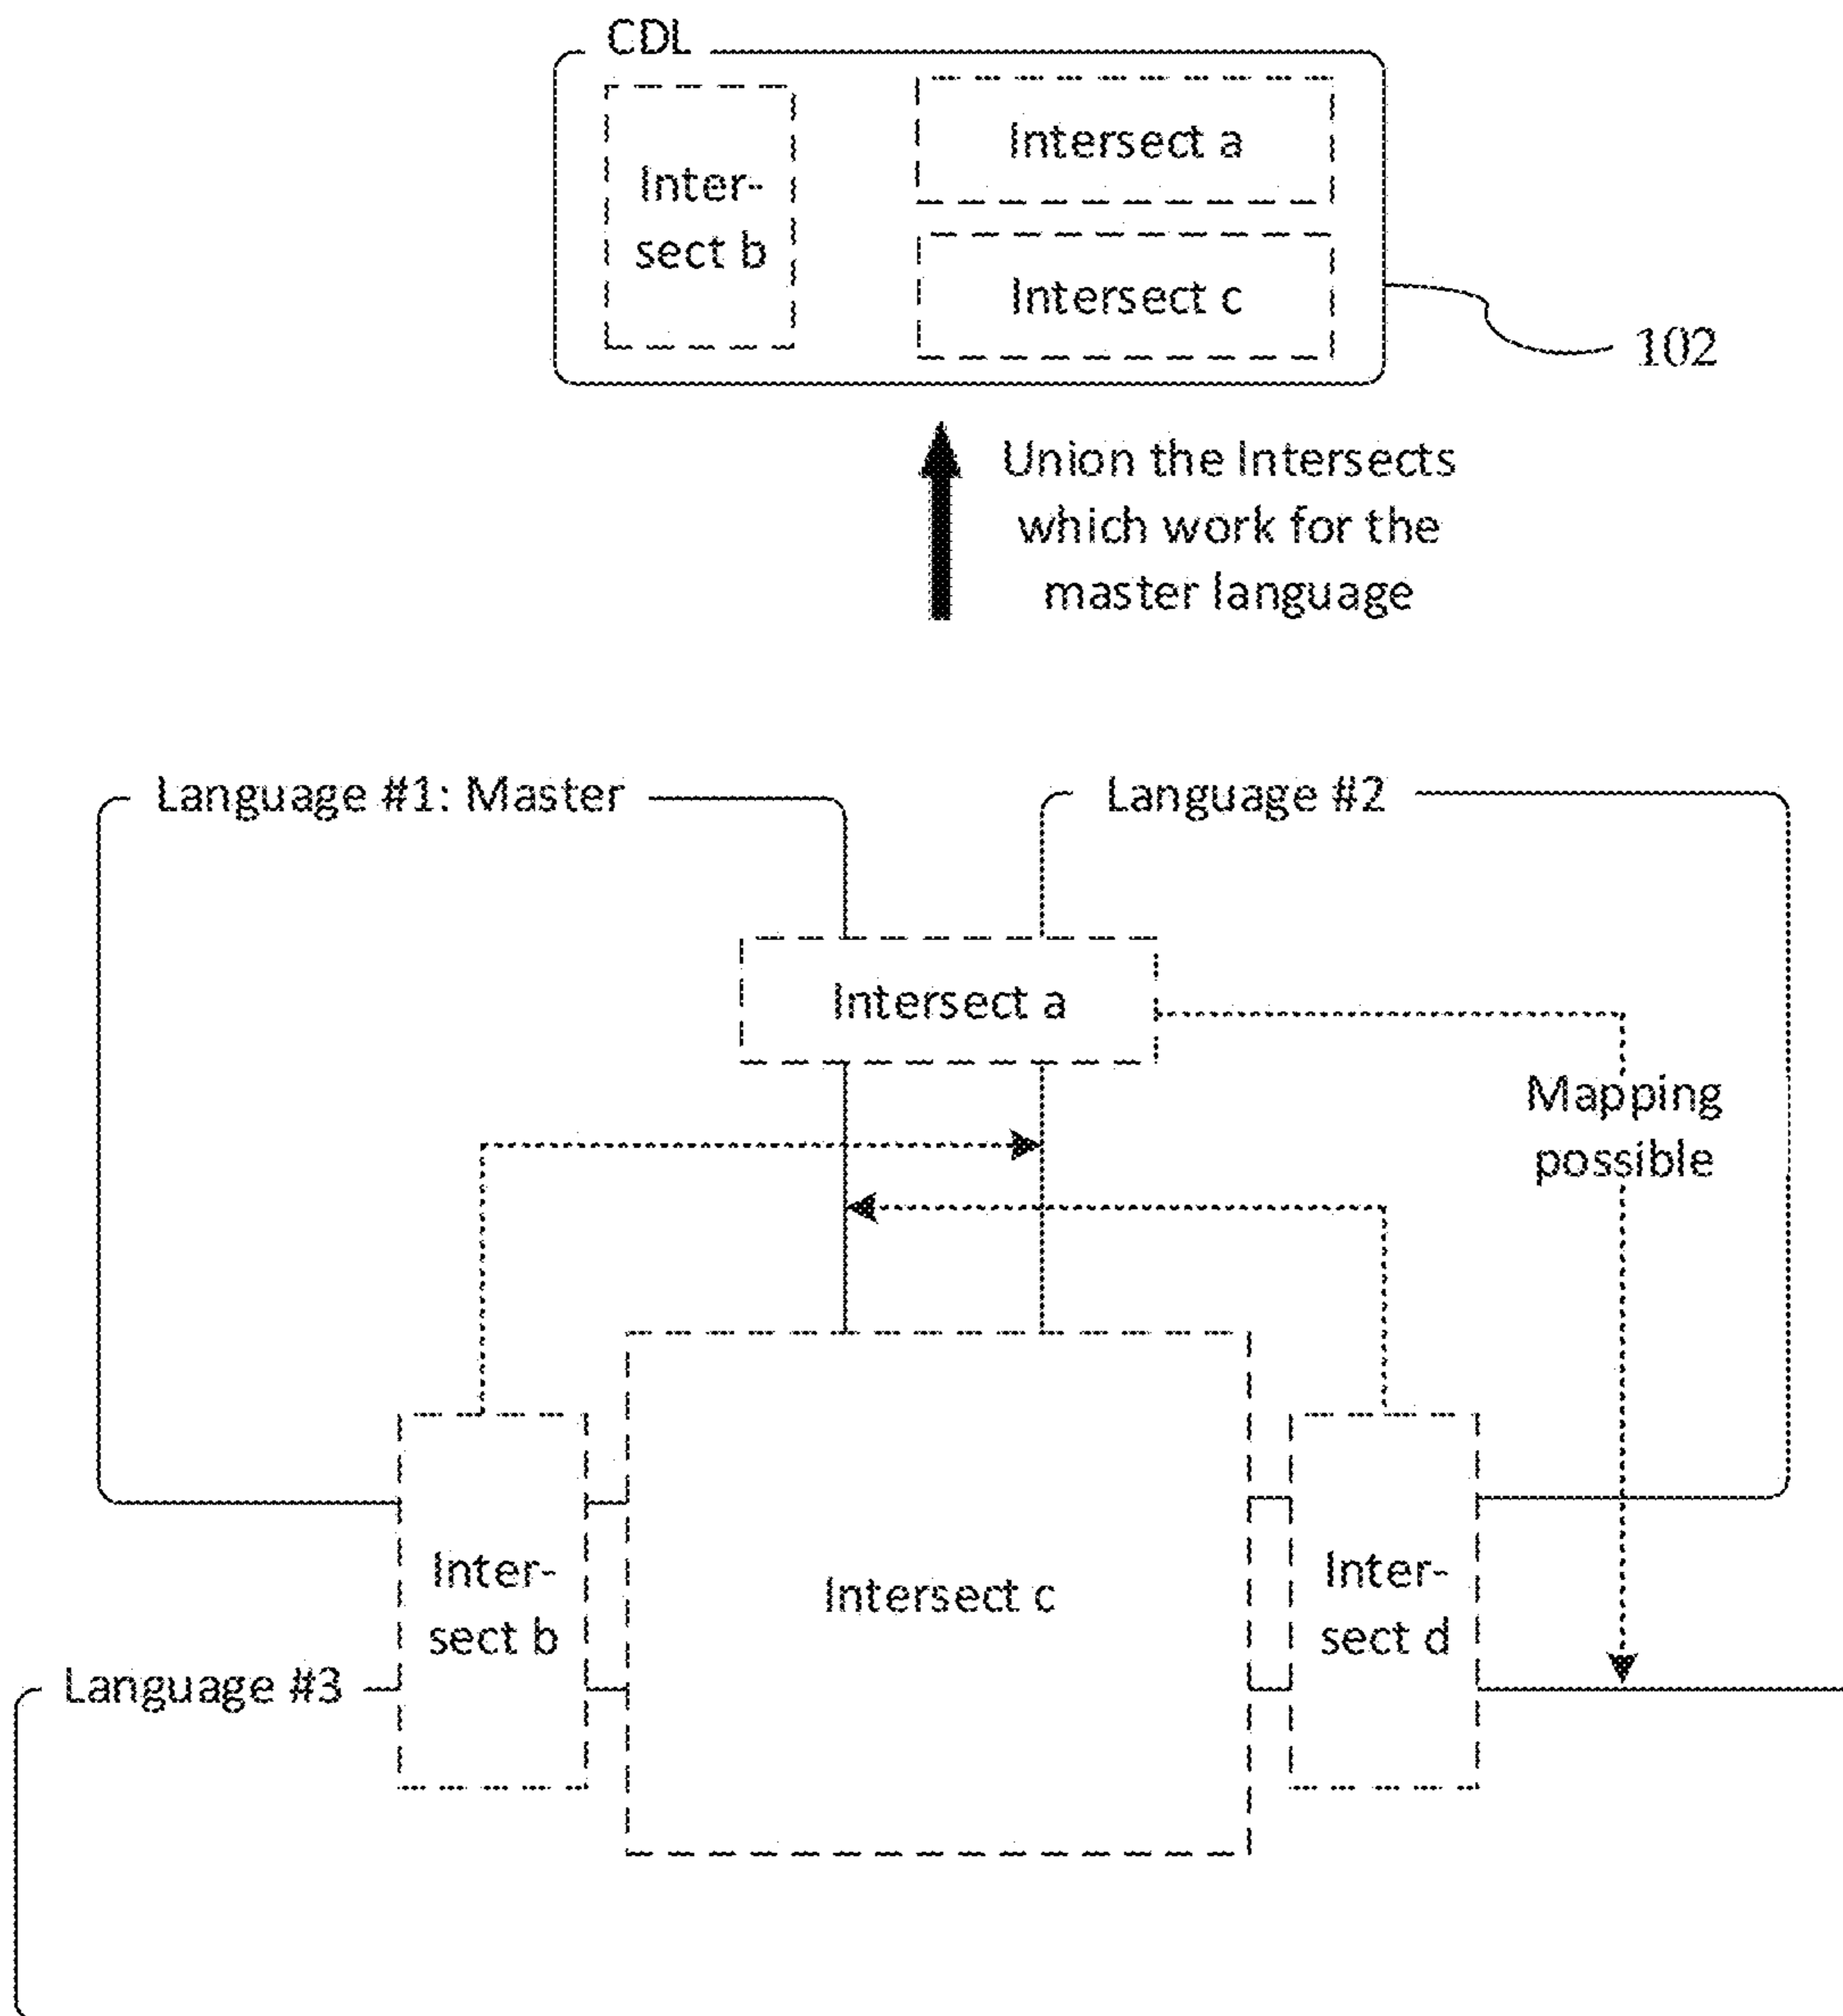 CDL
Intersect a
Inter-
sect b
Intersect c
102
Union the Intersects
which work for the
master language
Language #1: Master
Language #2
Intersect a
Mapping
possible
Inter-
sect b
Intersect c
Inter-
sect d
Language #3